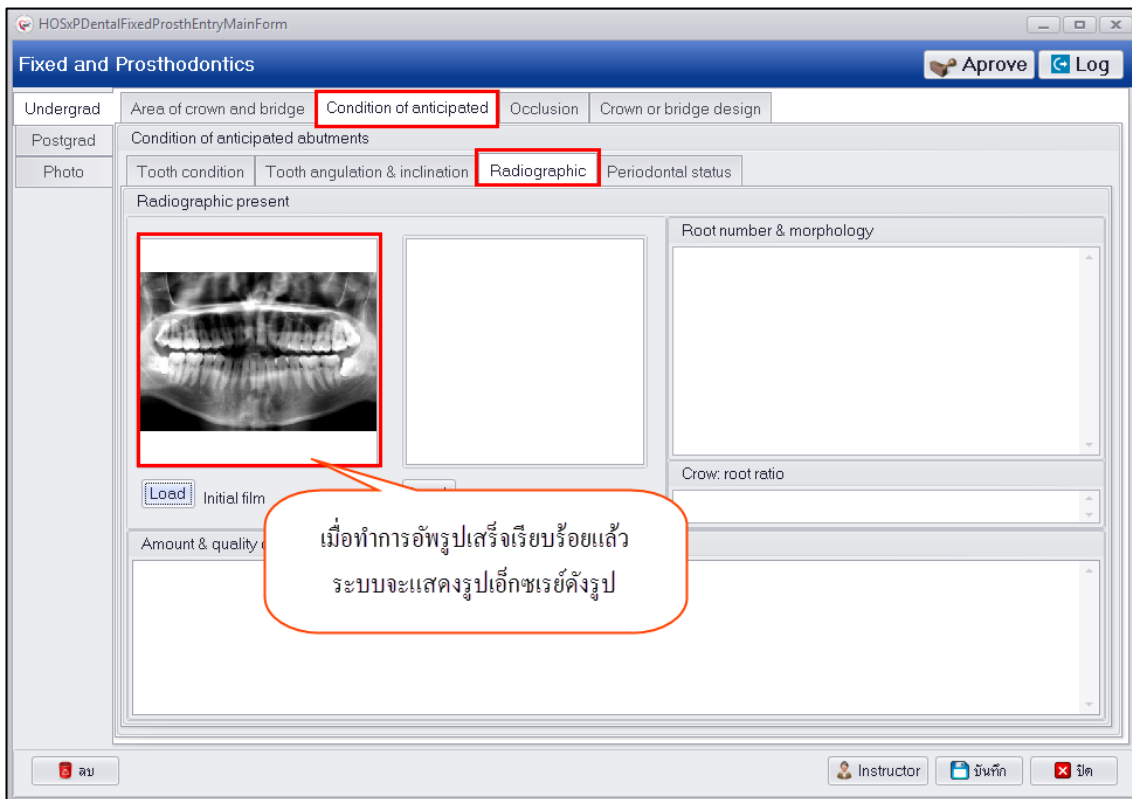 HOSxPDentalFixedProsthEntryMainForm
Fixed and Prosthodontics
Aprove
Log
Undergrad
Postgrad
Photo
Area of crown and bridge
Condition of anticipated
Occlusion
Crown or bridge design
Condition of anticipated abutments
Tooth condition
Tooth angulation & inclination
Radiographic
Periodontal status
Radiographic present
Root number & morphology
Crow: root ratio
Load
Initial film
Amount & quality
เมื่อทำการอัพรูปเสร็จเรียบร้อยแล้ว
ระบบจะแสดงรูปเอ็กซเรย์ดังรูป
ลบ
Instructor
บันทึก
ปิด